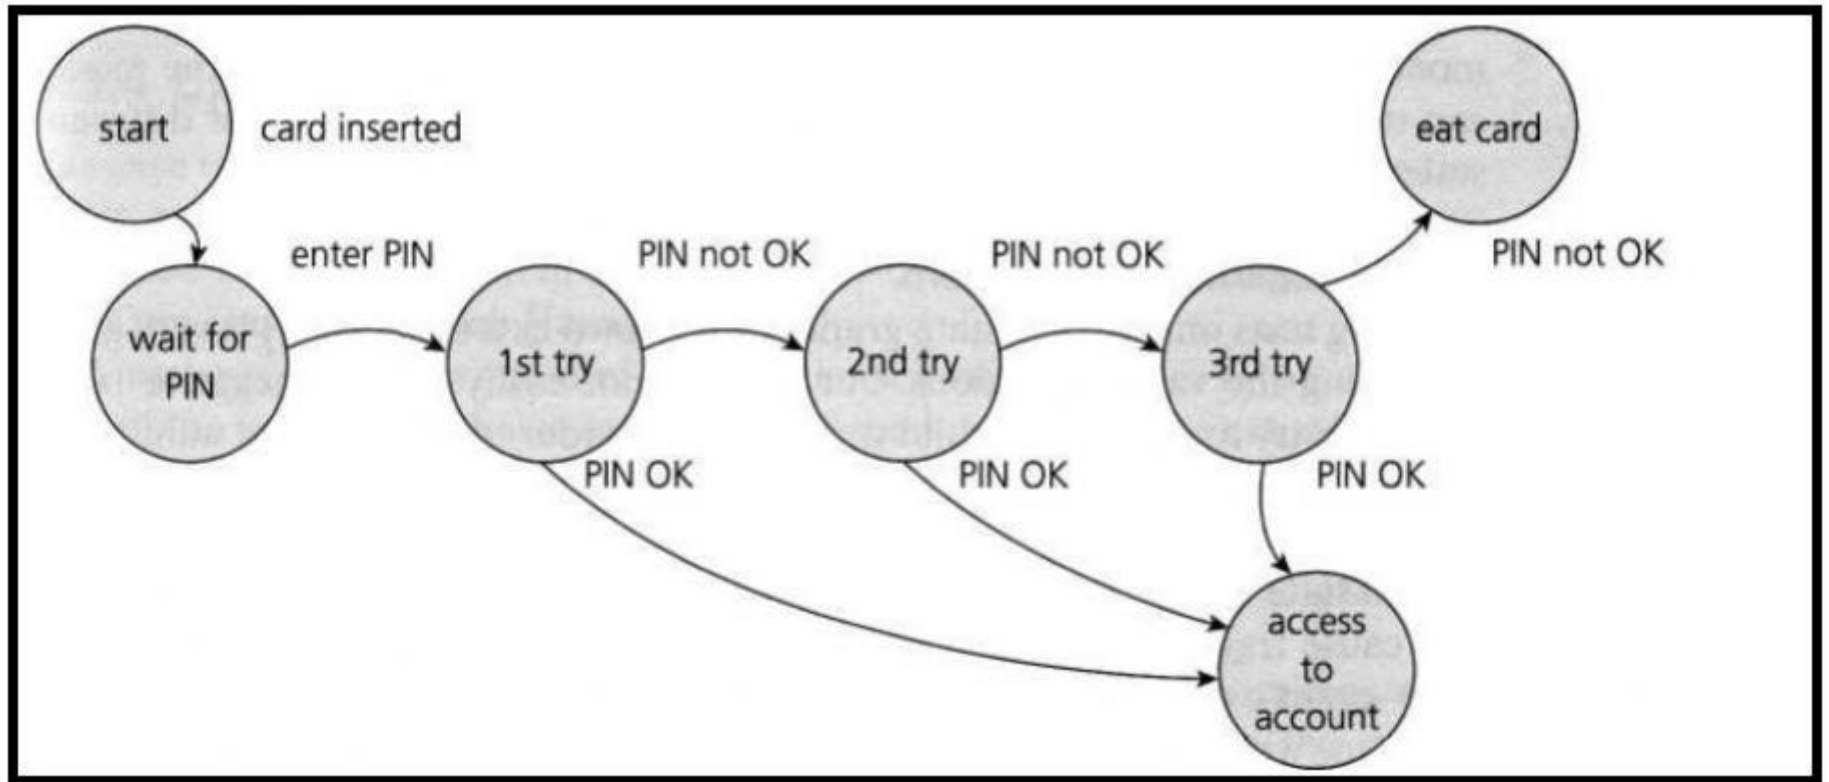 start
card inserted
eat card
enter PIN
PIN not OK
PIN not OK
PIN not OK
wait for
PIN
1st try
2nd try
3rd try
PIN OK
PIN OK
PIN OK
access
to
account